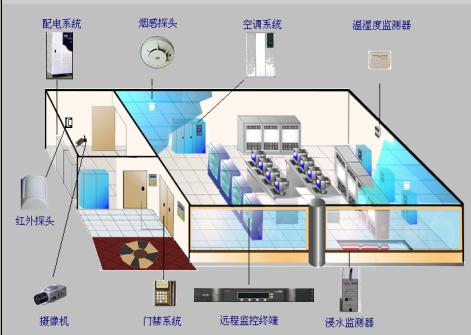 配电系统
烟感探头
空调系统
温湿度监测器
红外探头
摄像机
门禁系统
远程监控终端
浸水监测器